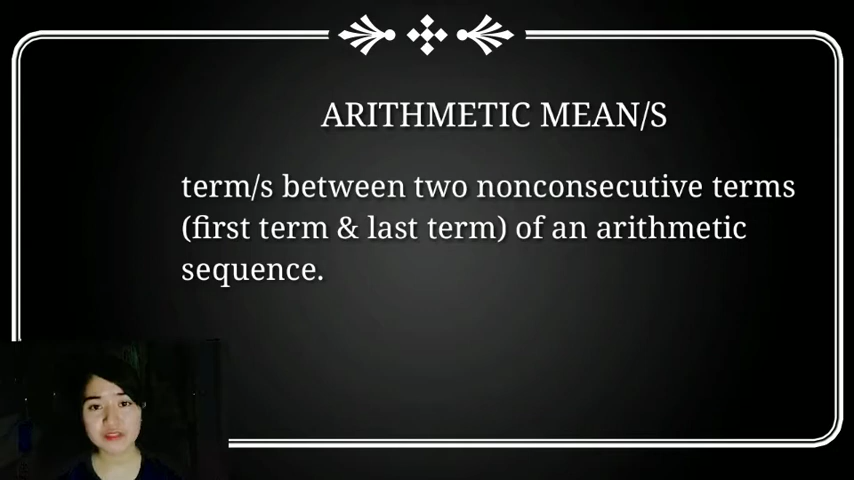 ARITHMETIC MEAN/S
term/s between two nonconsecutive terms
(first term & last term) of an arithmetic
sequence.